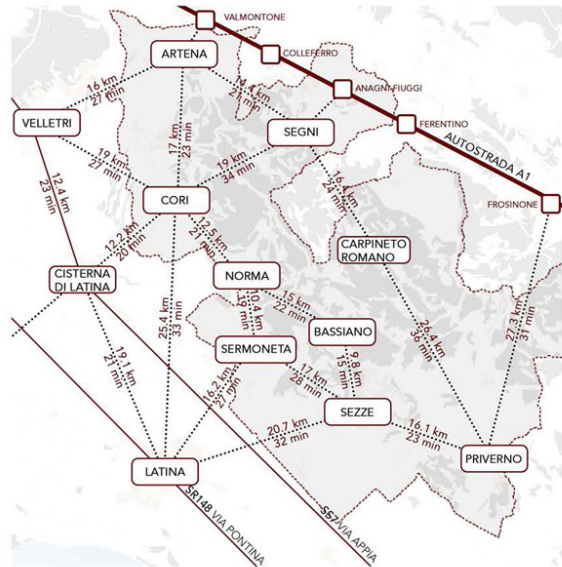 VALMONTONE
ARTENA
COLLEFERRO
16 km
27 min
14.4 km
21 min
ANAGNI-FIUGGI
VELLETRI
17 km
23 min
SEGNI
FERENTINO
AUTOSTRADA A1
19 km
27 min
19 km
34 min
12.4 km
23 min
16.4 km
24 min
CORI
FROSINONE
12.2 km
20 min
12.5 km
21 min
CARPINETO
ROMANO
CISTERNA
DI LATINA
NORMA
25.4 km
33 min
10.4 km
19 min
15 km
22 min
26.4 km
36 min
27.3 km
31 min
BASSIANO
SERMONETA
19.1 km
21 min
16.2 km
27 min
17 km
28 min
9.8 km
15 min
SEZZE
20.7 km
32 min
16.1 km
23 min
LATINA
PRIVERNO
SR148 VIA PONTINA
S57 VIA APPIA